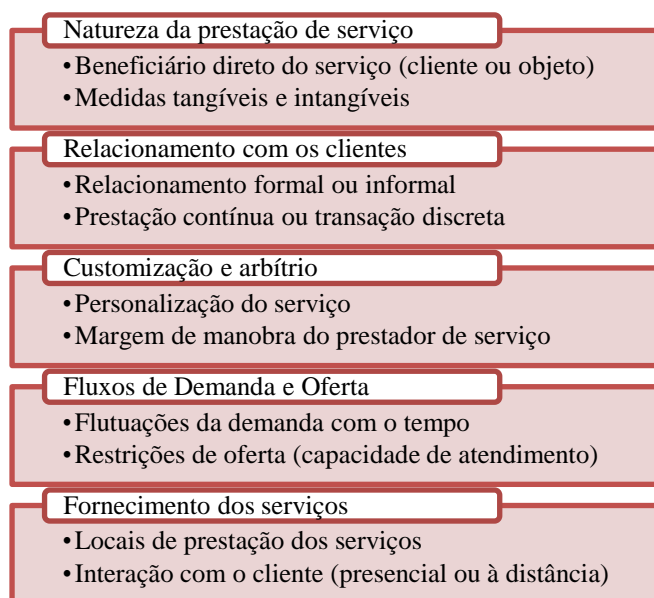 Natureza da prestação de serviço
•Beneficiário direto do serviço (cliente ou objeto)
•Medidas tangíveis e intangíveis
Relacionamento com os clientes
•Relacionamento formal ou informal
•Prestação contínua ou transação discreta
Customização e arbítrio
•Personalização do serviço
•Margem de manobra do prestador de serviço
Fluxos de Demanda e Oferta
•Flutuações da demanda com o tempo
•Restrições de oferta (capacidade de atendimento)
Fornecimento dos serviços
•Locais de prestação dos serviços
•Interação com o cliente (presencial ou à distância)